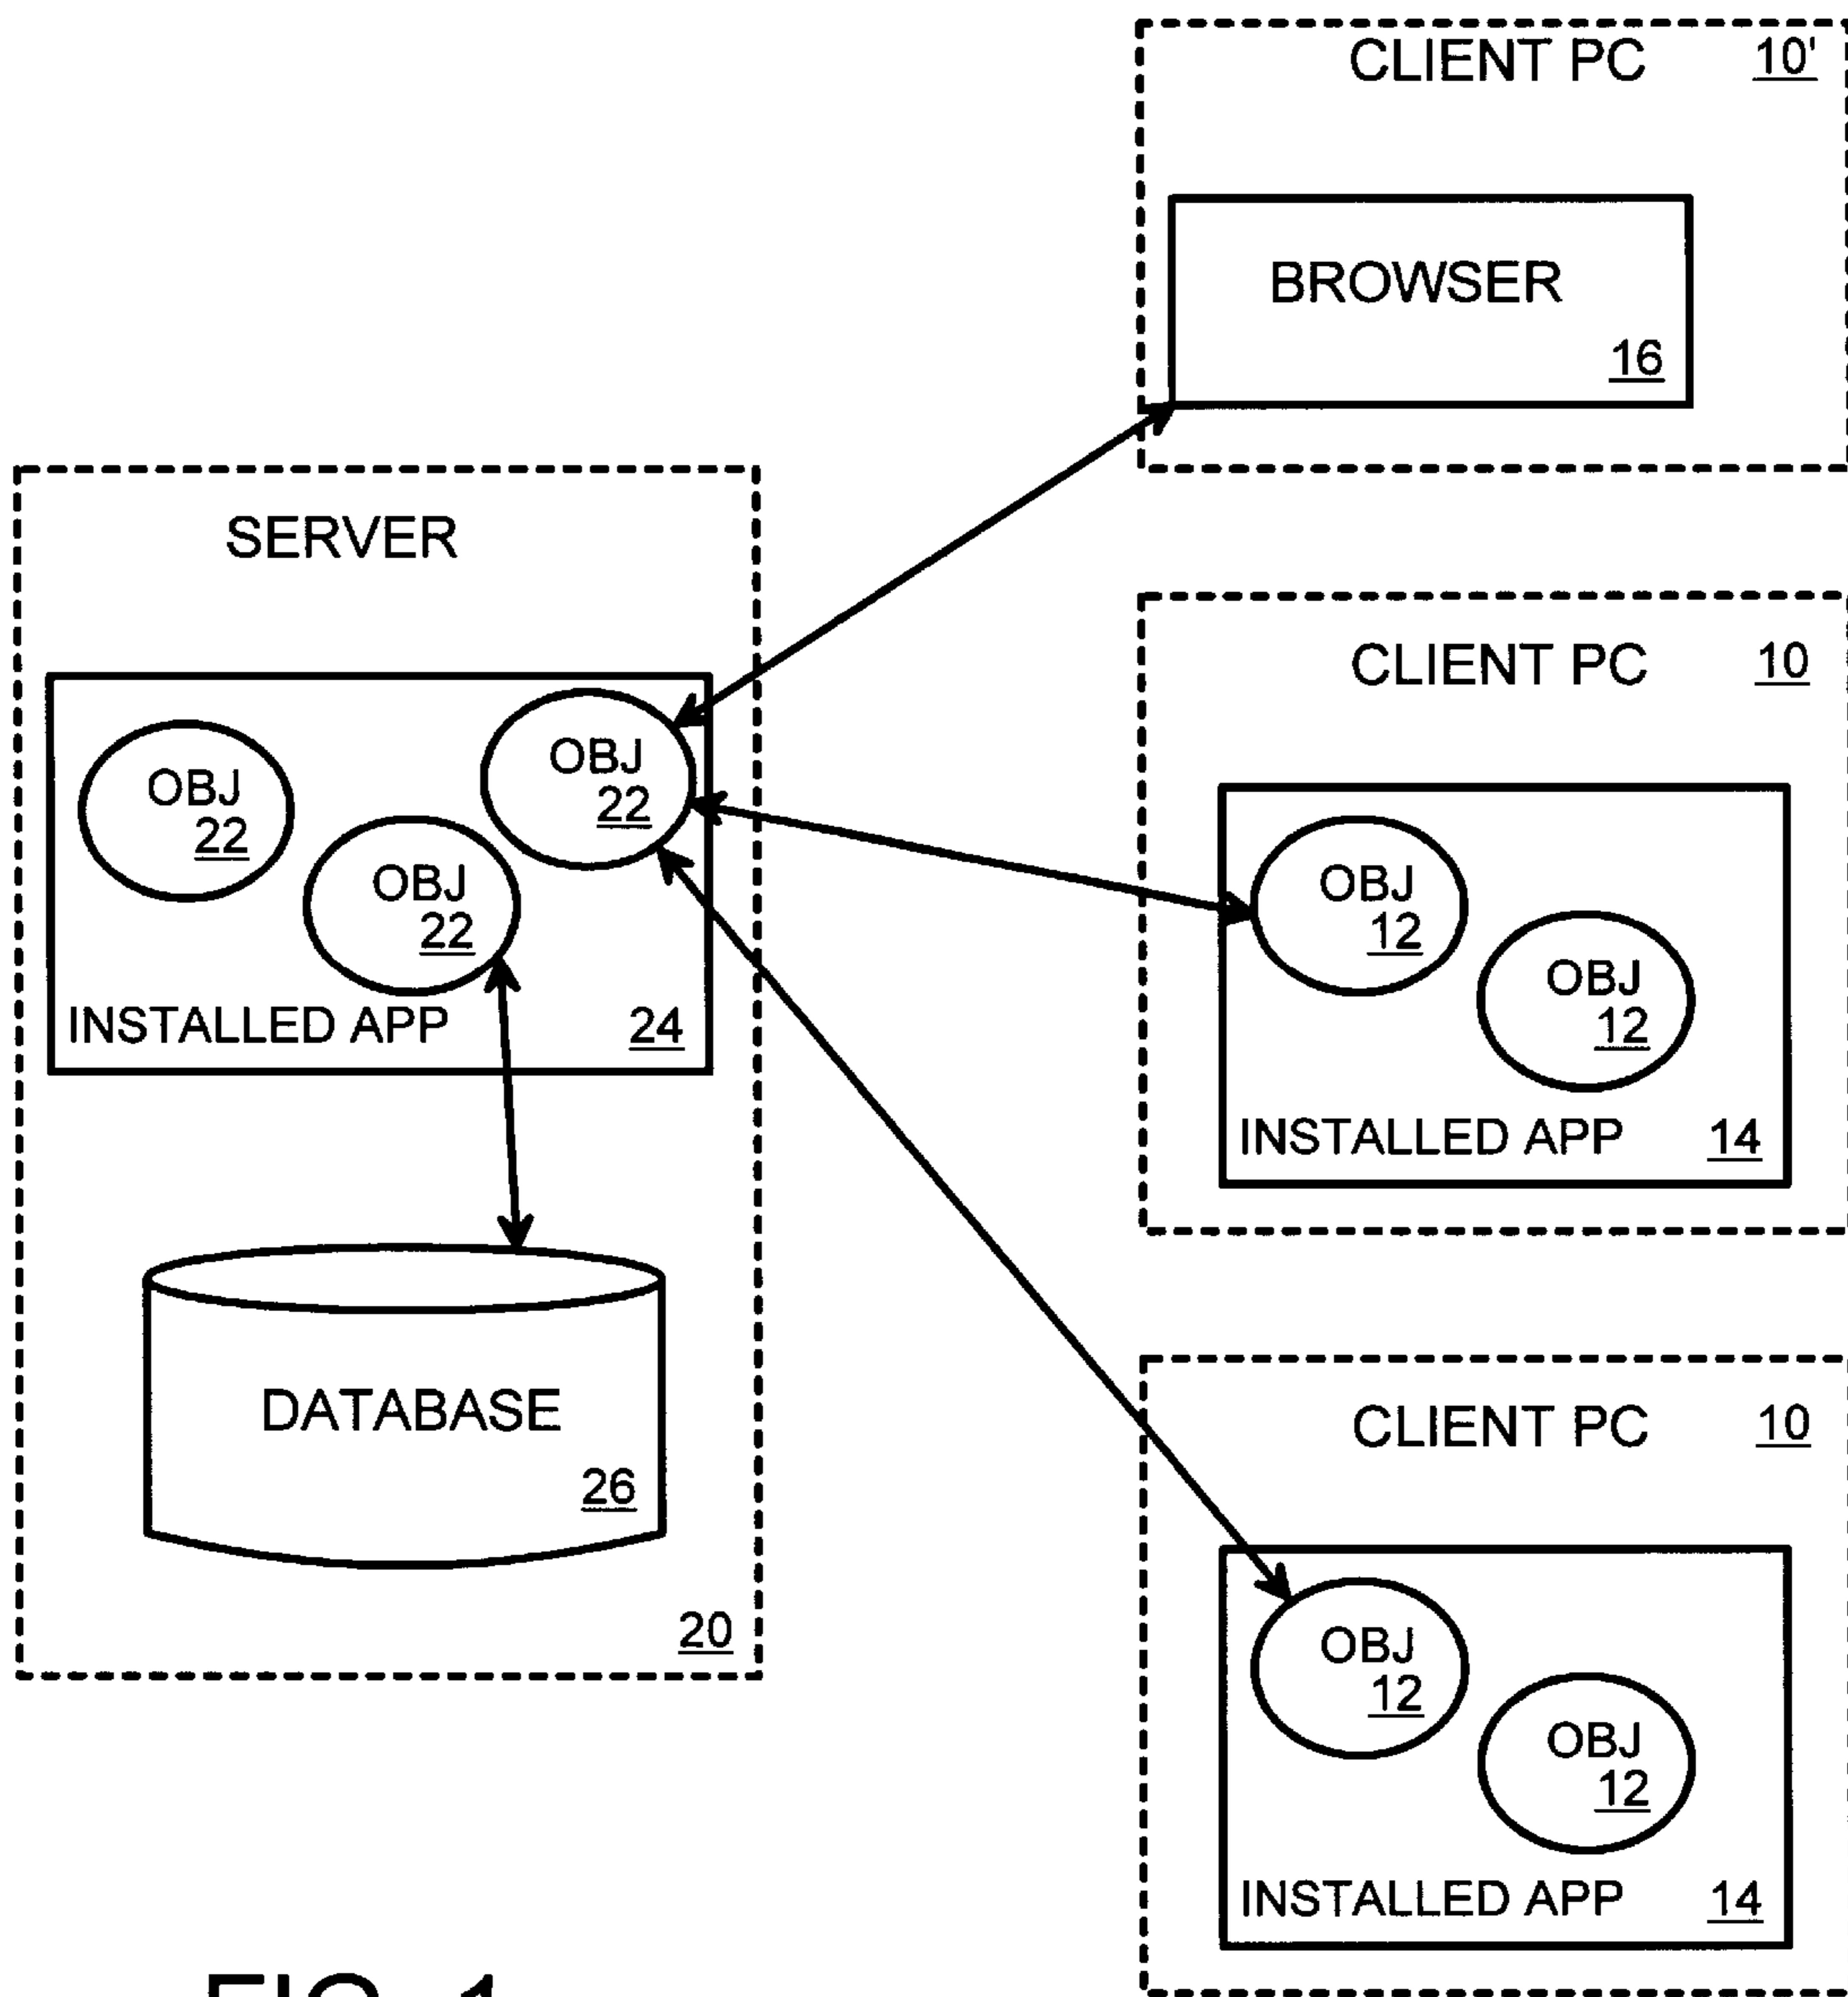 CLIENT PC 10'
BROWSER
16
SERVER
OBJ
22
OBJ
22
OBJ
22
INSTALLED APP 24
DATABASE
26
20
CLIENT PC 10
OBJ
12
OBJ
12
INSTALLED APP 14
CLIENT PC 10
OBJ
12
OBJ
12
INSTALLED APP 14
FIG. 1